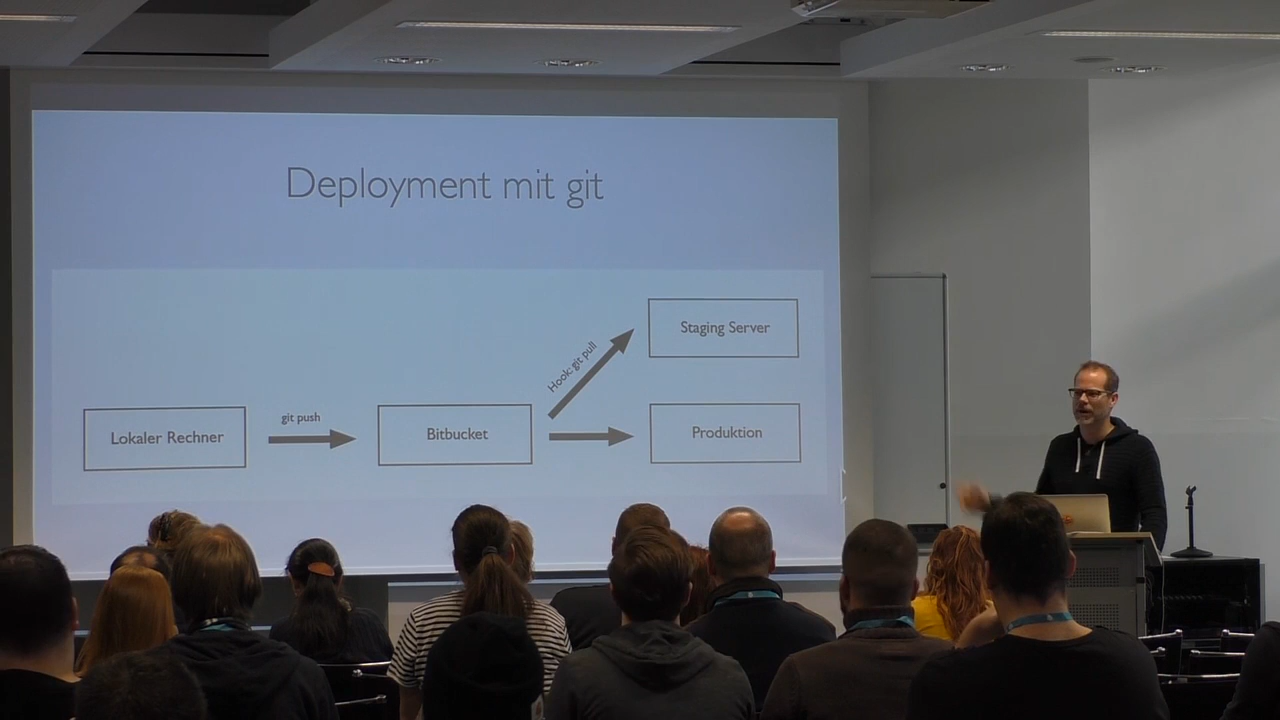 Deployment mit git
Hook: git pull
Staging Server
Lokaler Rechner
git push
Bitbucket
Produktion